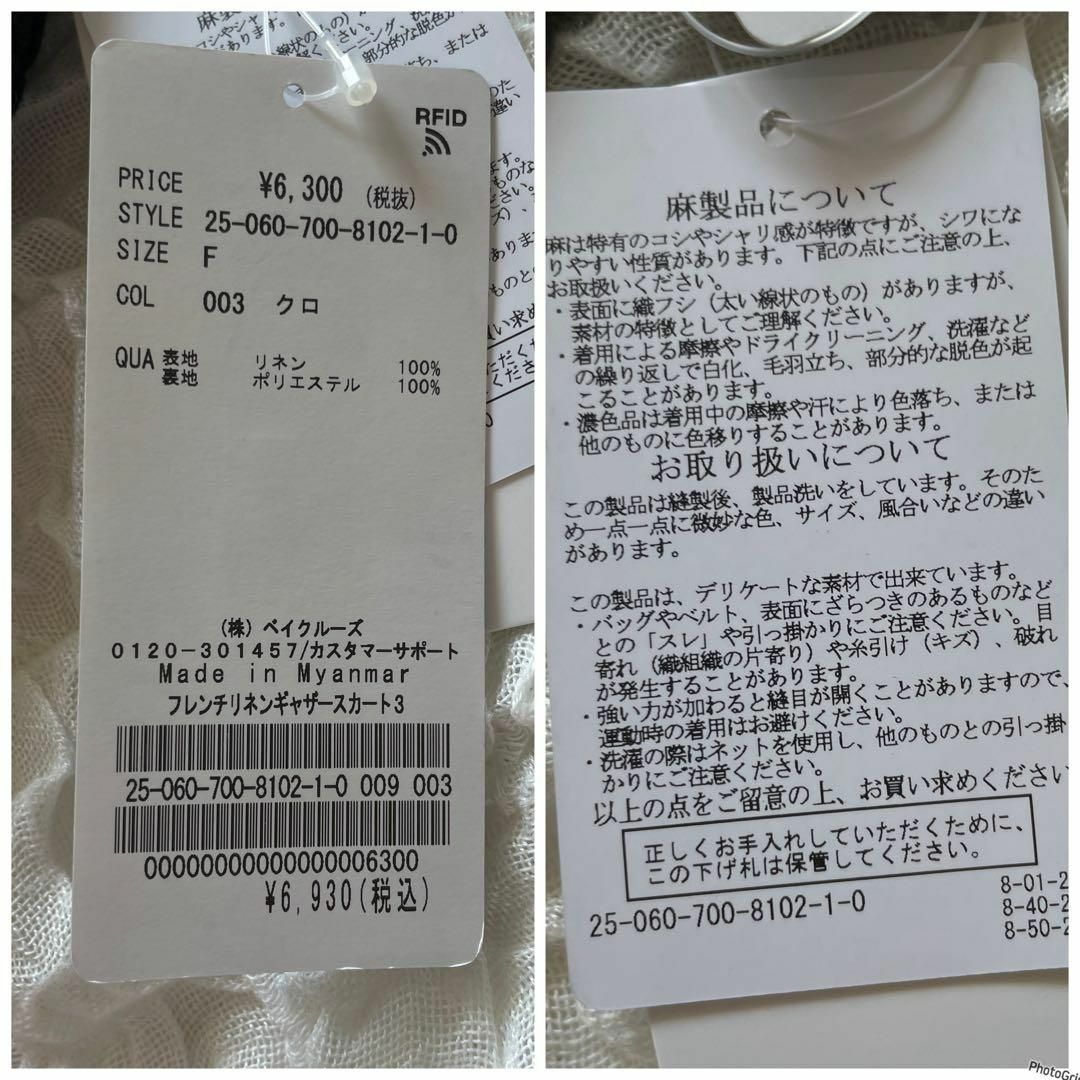 RFID
PRICE ¥6,300 (税抜)
STYLE 25-060-700-8102-1-0
SIZE F
COL 003 クロ
QUA 表地 リネン 100%
裏地 ポリエステル 100%
(株) ベイクルーズ
0120-301457/カスタマーサポート
Made in Myanmar
フレンチリネンギャザースカート3
25-060-700-8102-1-0 009 003
000000000000000006300
¥6,930(税込)
麻製品について
麻は特有のコシやシャリ感が特徴ですが、シワにな
りやすい性質があります。下記の点にご注意の上、
お取扱いください。
・表面に織フシ（太い線状のもの）がありますが、
素材の特徴としてご理解ください。
・着用による摩擦やドライクリーニング、洗濯など
の繰り返しで白化、毛羽立ち、部分的な脱色が起
こることがあります。
・濃色品は着用中の摩擦や汗により色落ち、または
他のものに色移りすることがあります。
お取り扱いについて
この製品は縫製後、製品洗いをしています。そのた
め一点一点に微妙な色、サイズ、風合いなどの違い
があります。
この製品は、デリケートな素材で出来ています。
・バッグやベルト、表面にざらつきのあるものなど
との「スレ」や引っ掛かりにご注意ください。目
寄れ（織組織の片寄り）や糸引け（キズ）、破れ
が発生することがあります。
・強い力が加わると縫目が開くことがありますので、
運動時の着用はお避けください。
・洗濯の際はネットを使用し、他のものとの引っ掛
かりにご注意ください。
以上の点をご留意の上、お買い求めください
正しくお手入れしていただくために、
この下げ札は保管してください。
25-060-700-8102-1-0
8-01-2
8-40-2
8-50-2
PhotoGri